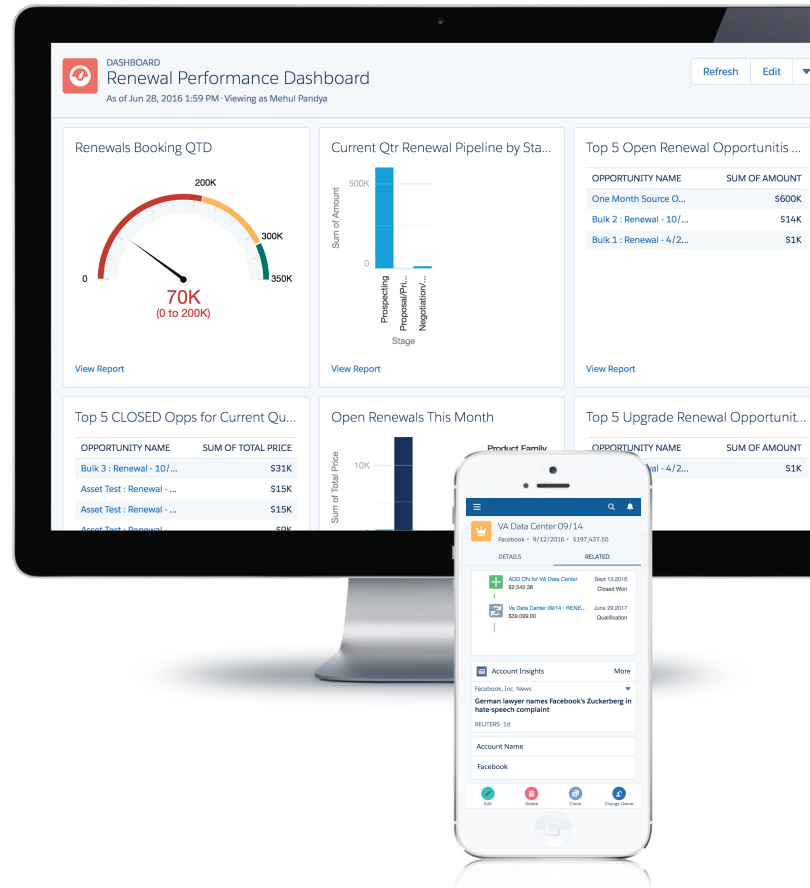 DASHBOARD
Renewal Performance Dashboard
As of Jun 28, 2016 1:59 PM · Viewing as Mehul Pandya
Refresh
Edit
Renewals Booking QTD
200K
300K
0
350K
70K
(0 to 200K)
View Report
Current Qtr Renewal Pipeline by Sta...
Sum of Amount
500K
0
Prospecting
Proposal/Pri...
Negotiation/...
Stage
View Report
Top 5 Open Renewal Opportunitis ...
OPPORTUNITY NAME SUM OF AMOUNT
One Month Source O... $600K
Bulk 2 : Renewal - 10/... $14K
Bulk 1 : Renewal - 4/2... $1K
View Report
Top 5 CLOSED Opps for Current Qu...
OPPORTUNITY NAME SUM OF TOTAL PRICE
Bulk 3 : Renewal - 10/... $31K
Asset Test : Renewal - ... $15K
Asset Test : Renewal - ... $15K
Asset Test : Renewal - ... $9K
Open Renewals This Month
Sum of Total Price
10K
Product Family
Top 5 Upgrade Renewal Opportunit...
OPPORTUNITY NAME SUM OF AMOUNT
- 4/2... $1K
VA Data Center 09/14
Facebook • 9/12/2016 • $197,437.50
DETAILS RELATED
ADD ON for VA Data Center Sept 13,2016
$2,542.38 Closed Won
Va Data Center 09/14 : RENE... June 29,2017
$39,099.00 Qualification
Account Insights More
Facebook, Inc. News
German lawyer names Facebook's Zuckerberg in
hate-speech complaint
REUTERS · 1d
Account Name
Facebook
Edit Delete Clone Change Owner